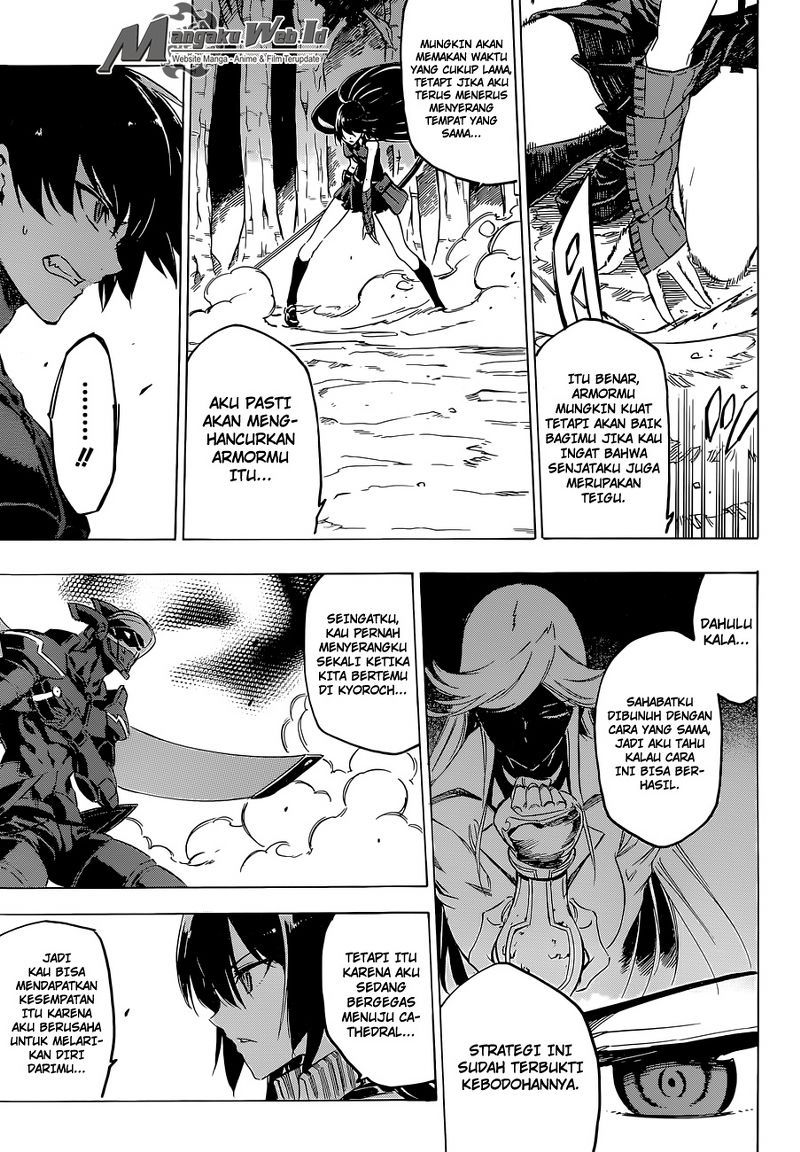 Mangaku Web Id
Website Manga - Anime & Film Terupdate
ITU BENAR,
ARMORMU
MUNGKIN KUAT
TETAPI AKAN BAIK
BAGIMU JIKA KAU
INGAT BAHWA
SENJATAKU JUGA
MERUPAKAN
TEIGU.
MUNGKIN AKAN
MEMAKAN WAKTU
YANG CUKUP LAMA,
TETAPI JIKA AKU
TERUS MENERUS
MENYERANG
TEMPAT YANG
SAMA...
AKU PASTI
AKAN MENG-
HANCURKAN
ARMORMU
ITU...
......!!
DAHULU
KALA...
SAHABATKU
DIBUNUH DENGAN
CARA YANG SAMA,
JADI AKU TAHU
KALAU CARA
INI BISA BER-
HASIL.
STRATEGI INI
SUDAH TERBUKTI
KEBODOHANNYA.
SEINGATKU,
KAU PERNAH
MENYERANGKU
SEKALI KETIKA
KITA BERTEMU
DI KYOROCH...
TETAPI ITU
KARENA AKU
SEDANG
BERGEGAS
MENUJU CA-
THEDRAL...
JADI
KAU BISA
MENDAPATKAN
KESEMPATAN
ITU KARENA
AKU BERUSAHA
UNTUK MELARI-
KAN DIRI
DARIMU...